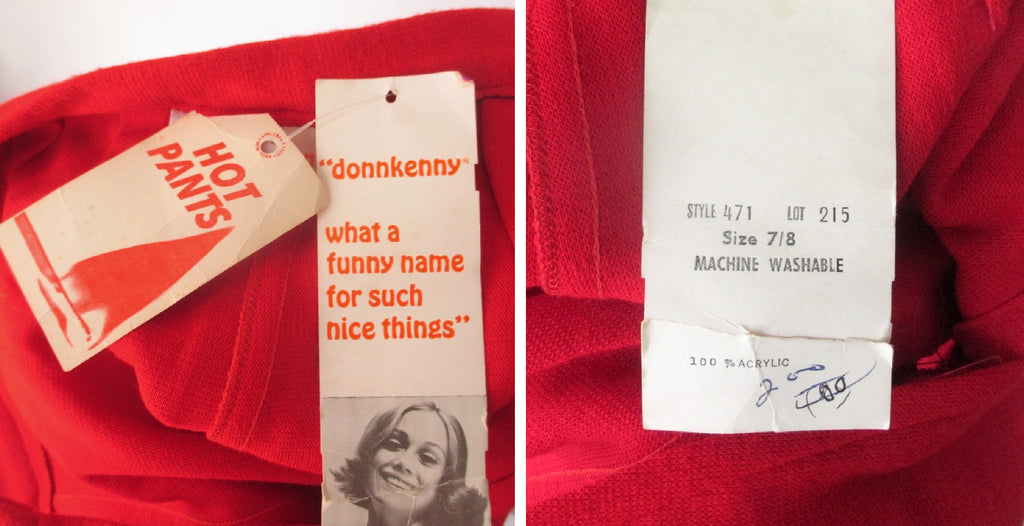 HOT
PANTS
"donnkenny®
what a
funny name
for such
nice things"
STYLE 471 LOT 215
Size 7/8
MACHINE WASHABLE
100 % ACRYLIC
200